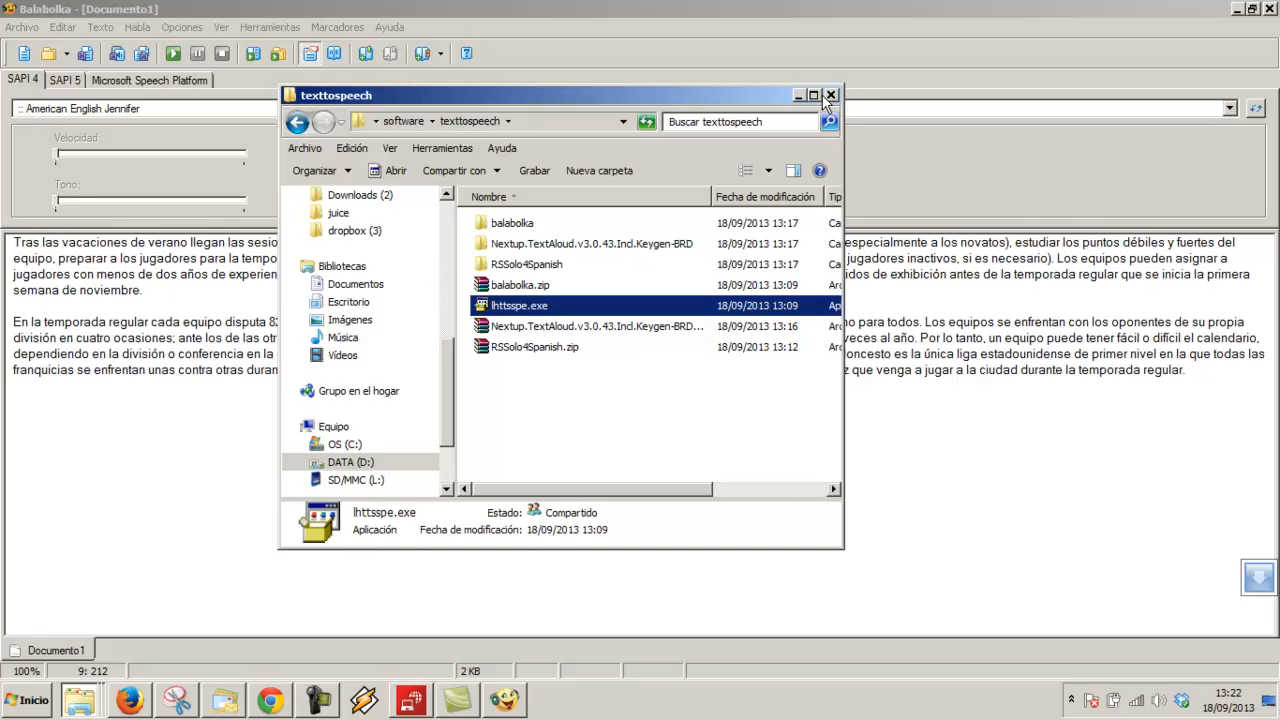 Balabolka - [Documento1]
Archivo Editar Texto Habla Opciones Ver Herramientas Marcadores Ayuda
SAPI 4 SAPI 5 Microsoft Speech Platform
:: American English Jennifer
Velocidad:
Tono:
texttospeech
software texttospeech
Buscar texttospeech
Archivo Edición Ver Herramientas Ayuda
Organizar Abrir Compartir con Grabar Nueva carpeta
Downloads (2)
juice
dropbox (3)
Bibliotecas
Documentos
Escritorio
Imágenes
Música
Vídeos
Grupo en el hogar
Equipo
OS (C:)
DATA (D:)
SD/MMC (L:)
Nombre Fecha de modificación Tip
balabolka 18/09/2013 13:17 Ca
Nextup.TextAloud.v3.0.43.Incl.Keygen-BRD 18/09/2013 13:17 Ca
RSSolo4Spanish 18/09/2013 13:17 Ca
balabolka.zip 18/09/2013 13:09 Arc
lhttsspe.exe 18/09/2013 13:09 Ap
Nextup.TextAloud.v3.0.43.Incl.Keygen-BRD... 18/09/2013 13:16 Arc
RSSolo4Spanish.zip 18/09/2013 13:12 Arc
lhttsspe.exe Estado: Compartido
Aplicación Fecha de modificación: 18/09/2013 13:09
Tras las vacaciones de verano llegan las sesio especialmente a los novatos), estudiar los puntos débiles y fuertes del
equipo, preparar a los jugadores para la tempo jugadores inactivos, si es necesario). Los equipos pueden asignar a
jugadores con menos de dos años de experien idos de exhibición antes de la temporada regular que se inicia la primera
semana de noviembre.
En la temporada regular cada equipo disputa 82 no para todos. Los equipos se enfrentan con los oponentes de su propia
división en cuatro ocasiones; ante los de las otr veces al año. Por lo tanto, un equipo puede tener fácil o difícil el calendario,
dependiendo en la división o conferencia en la oncesto es la única liga estadounidense de primer nivel en la que todas las
franquicias se enfrentan unas contra otras duran z que venga a jugar a la ciudad durante la temporada regular.
Documento1
100% 9: 212 2 KB
Inicio
13:22
18/09/2013